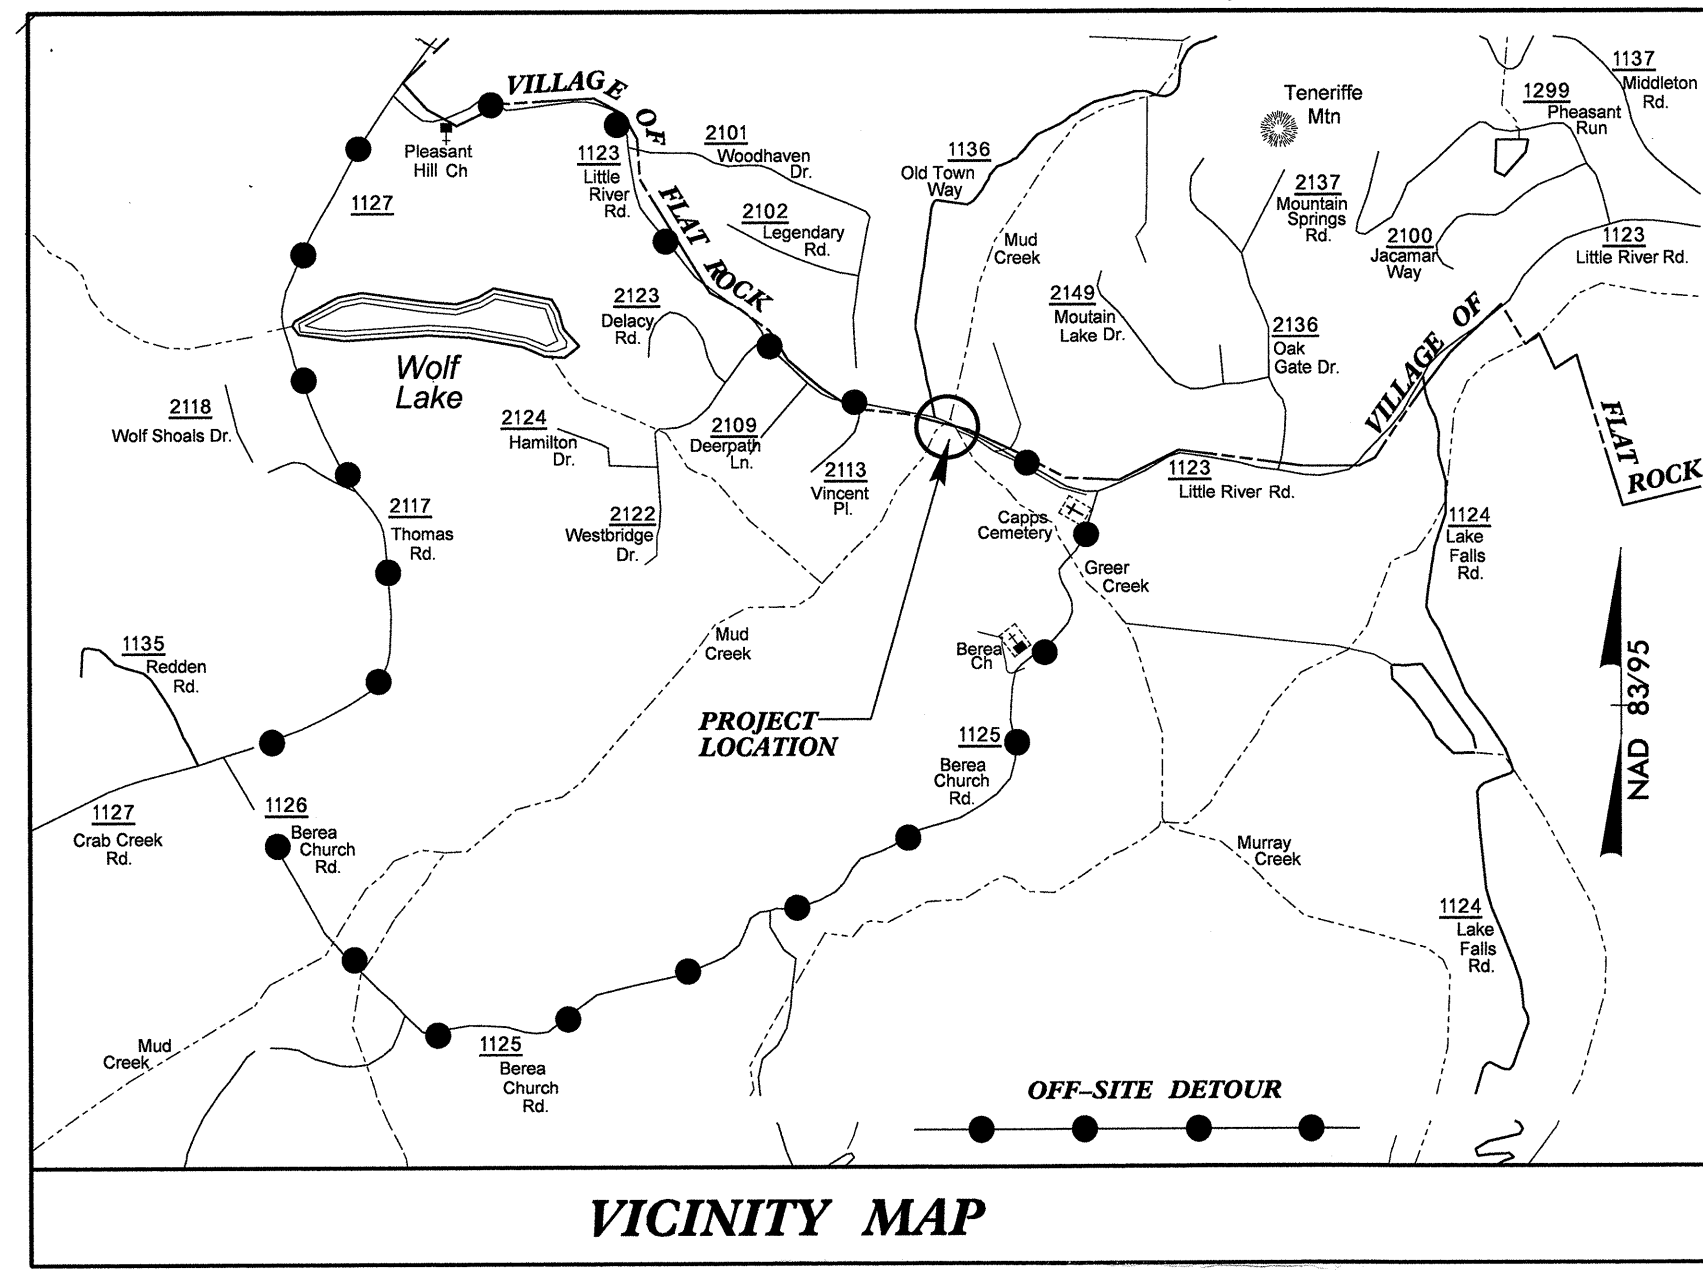 VILLAGE OF
FLAT ROCK
Pleasant
Hill Ch
1127
1123
Little
River
Rd.
2101
Woodhaven
Dr.
2102
Legendary
Rd.
1136
Old Town
Way
Mud
Creek
Teneriffe
Mtn
1299
Pheasant
Run
1137
Middleton
Rd.
2137
Mountain
Springs
Rd.
2100
Jacamar
Way
1123
Little River Rd.
2149
Moutain
Lake Dr.
2136
Oak
Gate Dr.
VILLAGE OF
FLAT
ROCK
Wolf
Lake
2123
Delacy
Rd.
2118
Wolf Shoals Dr.
2124
Hamilton
Dr.
2109
Deerpath
Ln.
2113
Vincent
Pl.
2122
Westbridge
Dr.
2117
Thomas
Rd.
1123
Little River Rd.
Capps
Cemetery
Greer
Creek
1124
Lake
Falls
Rd.
1135
Redden
Rd.
Mud
Creek
Berea
Ch
PROJECT
LOCATION
1125
Berea
Church
Rd.
NAD 83/95
1127
Crab Creek
Rd.
1126
Berea
Church
Rd.
Murray
Creek
1124
Lake
Falls
Rd.
Mud
Creek
1125
Berea
Church
Rd.
OFF-SITE DETOUR
VICINITY MAP